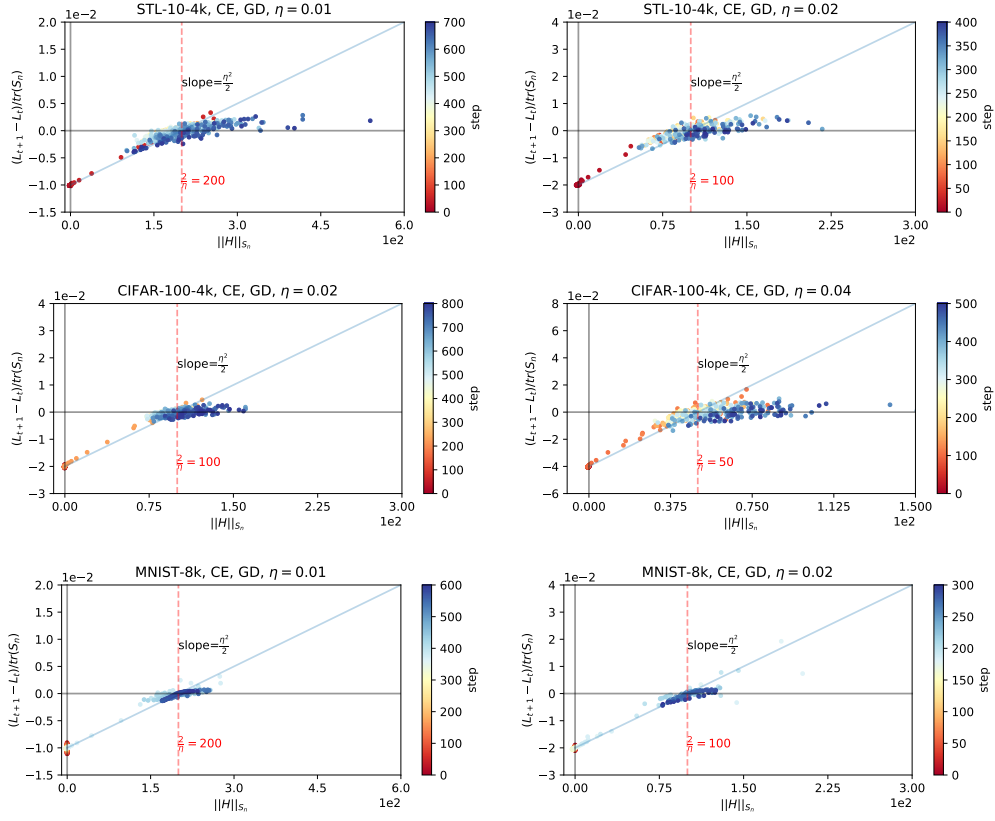 STL-10-4k, CE, GD, η = 0.01
1e−2
2.0
1.5
1.0
0.5
0.0
−0.5
−1.0
−1.5
(L_{t+1} − L_t)/tr(S_n)
slope=η²/2
2/η = 200
0.0 1.5 3.0 4.5 6.0
1e2
||H||_{S_n}
700
600
500
400
300
200
100
0
step
STL-10-4k, CE, GD, η = 0.02
1e−2
4
3
2
1
0
−1
−2
−3
(L_{t+1} − L_t)/tr(S_n)
slope=η²/2
2/η = 100
0.00 0.75 1.50 2.25 3.00
1e2
||H||_{S_n}
400
350
300
250
200
150
100
50
0
step
CIFAR-100-4k, CE, GD, η = 0.02
1e−2
4
3
2
1
0
−1
−2
−3
(L_{t+1} − L_t)/tr(S_n)
slope=η²/2
2/η = 100
0.00 0.75 1.50 2.25 3.00
1e2
||H||_{S_n}
800
700
600
500
400
300
200
100
0
step
CIFAR-100-4k, CE, GD, η = 0.04
1e−2
8
6
4
2
0
−2
−4
−6
(L_{t+1} − L_t)/tr(S_n)
slope=η²/2
2/η = 50
0.000 0.375 0.750 1.125 1.500
1e2
||H||_{S_n}
500
400
300
200
100
0
step
MNIST-8k, CE, GD, η = 0.01
1e−2
2.0
1.5
1.0
0.5
0.0
−0.5
−1.0
−1.5
(L_{t+1} − L_t)/tr(S_n)
slope=η²/2
2/η = 200
0.0 1.5 3.0 4.5 6.0
1e2
||H||_{S_n}
600
500
400
300
200
100
0
step
MNIST-8k, CE, GD, η = 0.02
1e−2
4
3
2
1
0
−1
−2
−3
(L_{t+1} − L_t)/tr(S_n)
slope=η²/2
2/η = 100
0.00 0.75 1.50 2.25 3.00
1e2
||H||_{S_n}
300
250
200
150
100
50
0
step